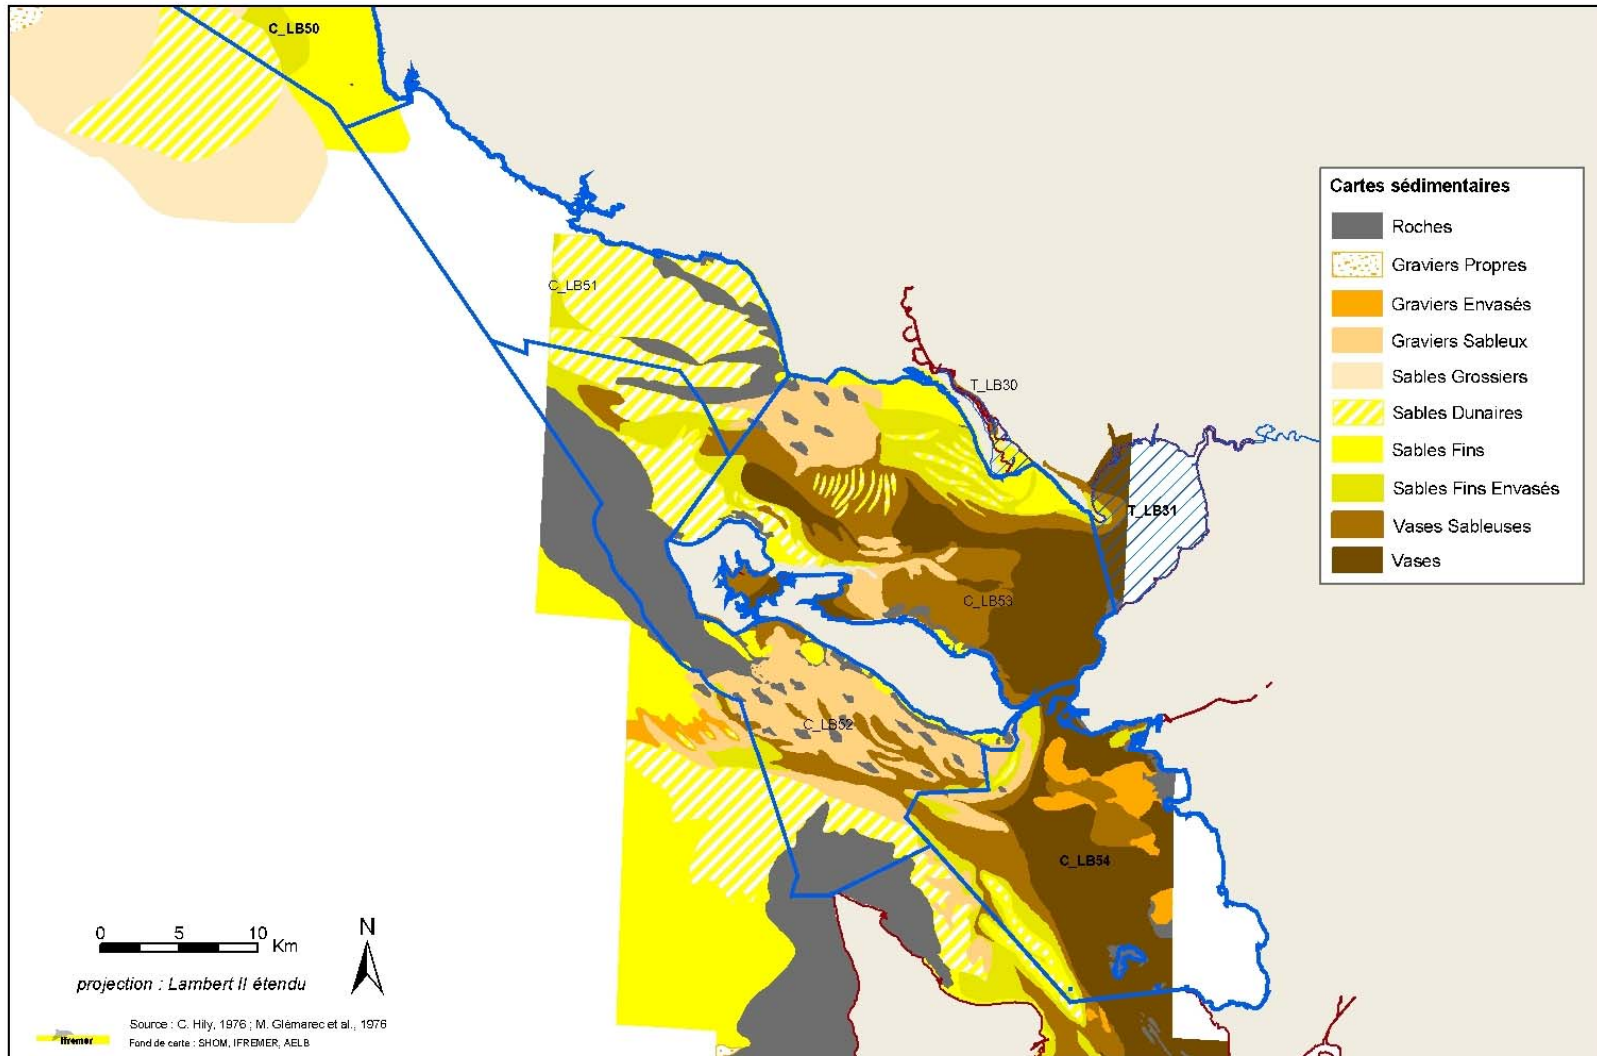 C_LB50
Cartes sédimentaires
Roches
Graviers Propres
Graviers Envasés
Graviers Sableux
Sables Grossiers
Sables Dunaires
Sables Fins
Sables Fins Envasés
Vases Sableuses
Vases
C_LB51
T_LB30
T_LB31
C_LB53
C_LB52
C_LB54
0 5 10 Km
N
projection : Lambert II étendu
Source : C. Hily, 1976 ; M. Glémarec et al., 1976
Fond de carte : SHOM, IFREMER, AELB
Ifremer